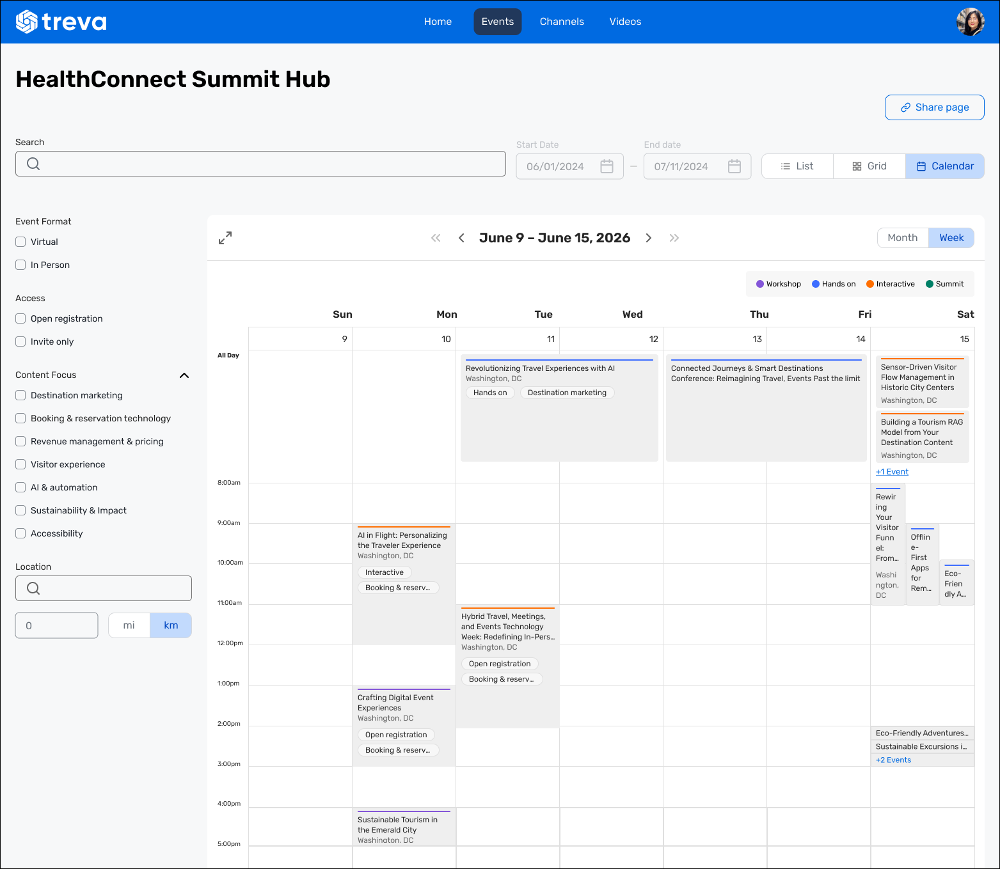 treva
Home
Events
Channels
Videos
HealthConnect Summit Hub
Share page
Search
Start Date
End date
06/01/2024
–
07/11/2024
List
Grid
Calendar
Event Format
Virtual
In Person
Access
Open registration
Invite only
Content Focus
Destination marketing
Booking & reservation technology
Revenue management & pricing
Visitor experience
AI & automation
Sustainability & Impact
Accessibility
Location
0
mi
km
June 9 – June 15, 2026
Month
Week
Workshop
Hands on
Interactive
Summit
Sun
Mon
Tue
Wed
Thu
Fri
Sat
9
10
11
12
13
14
15
All Day
Revolutionizing Travel Experiences with AI
Washington, DC
Hands on
Destination marketing
Connected Journeys & Smart Destinations
Conference: Reimagining Travel, Events Past the limit
Sensor-Driven Visitor
Flow Management in
Historic City Centers
Washington, DC
Building a Tourism RAG
Model from Your
Destination Content
Washington, DC
+1 Event
8:00am
Rewir
ing
Your
Visitor
Funn
el:
From...
Washi
ngton,
DC
9:00am
AI in Flight: Personalizing
the Traveler Experience
Washington, DC
Interactive
Booking & reserv...
Offlin
e-
First
Apps
for
Rem...
10:00am
Eco-
Frien
dly A...
11:00am
Hybrid Travel, Meetings,
and Events Technology
Week: Redefining In-Pers...
Washington, DC
Open registration
Booking & reserv...
12:00pm
1:00pm
Crafting Digital Event
Experiences
Washington, DC
Open registration
Booking & reserv...
2:00pm
Eco-Friendly Adventures...
Sustainable Excursions i...
+2 Events
3:00pm
4:00pm
Sustainable Tourism in
the Emerald City
Washington, DC
5:00pm